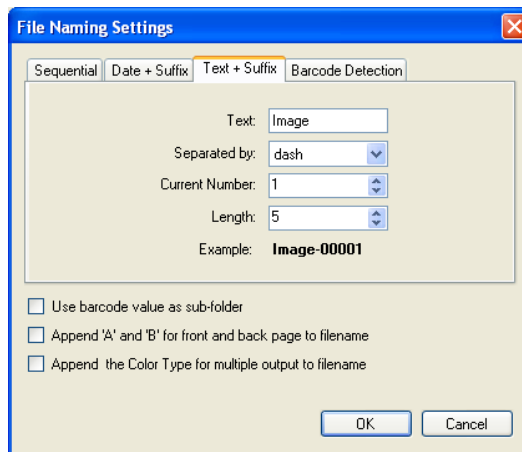 File Naming Settings
Sequential Date + Suffix Text + Suffix Barcode Detection
Text: Image
Separated by: dash
Current Number: 1
Length: 5
Example: Image-00001
Use barcode value as sub-folder
Append 'A' and 'B' for front and back page to filename
Append the Color Type for multiple output to filename
OK Cancel